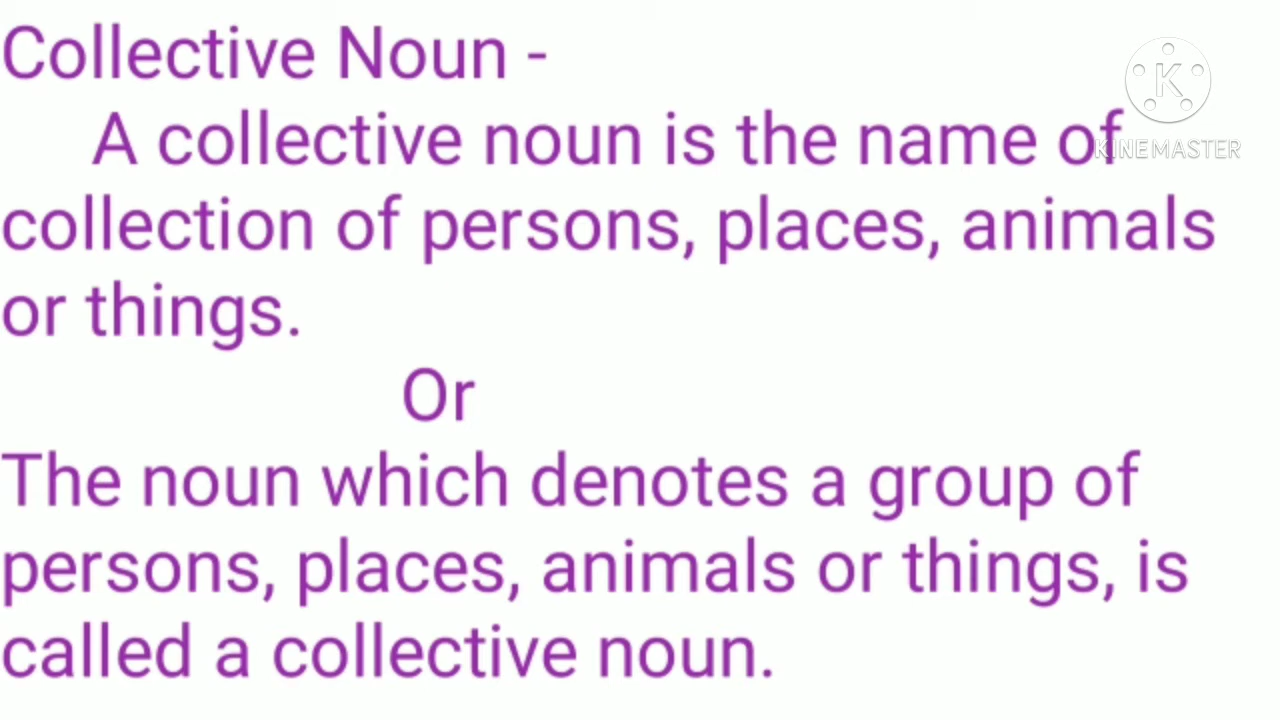 Collective Noun -
A collective noun is the name of
collection of persons, places, animals
or things.
Or
The noun which denotes a group of
persons, places, animals or things, is
called a collective noun.
K
KINEMASTER